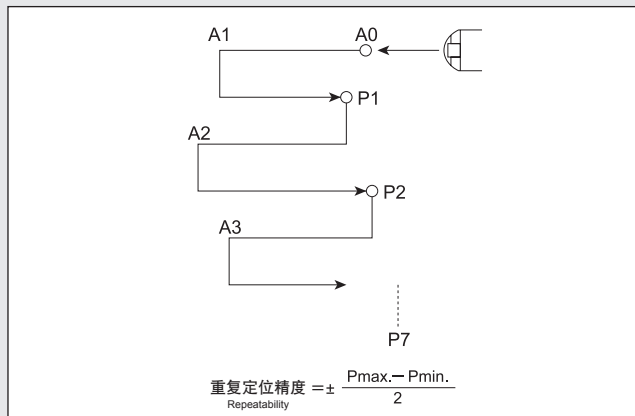 A1
A0
P1
A2
P2
A3
P7
重复定位精度 =± Pmax.－Pmin.
2
Repeatability